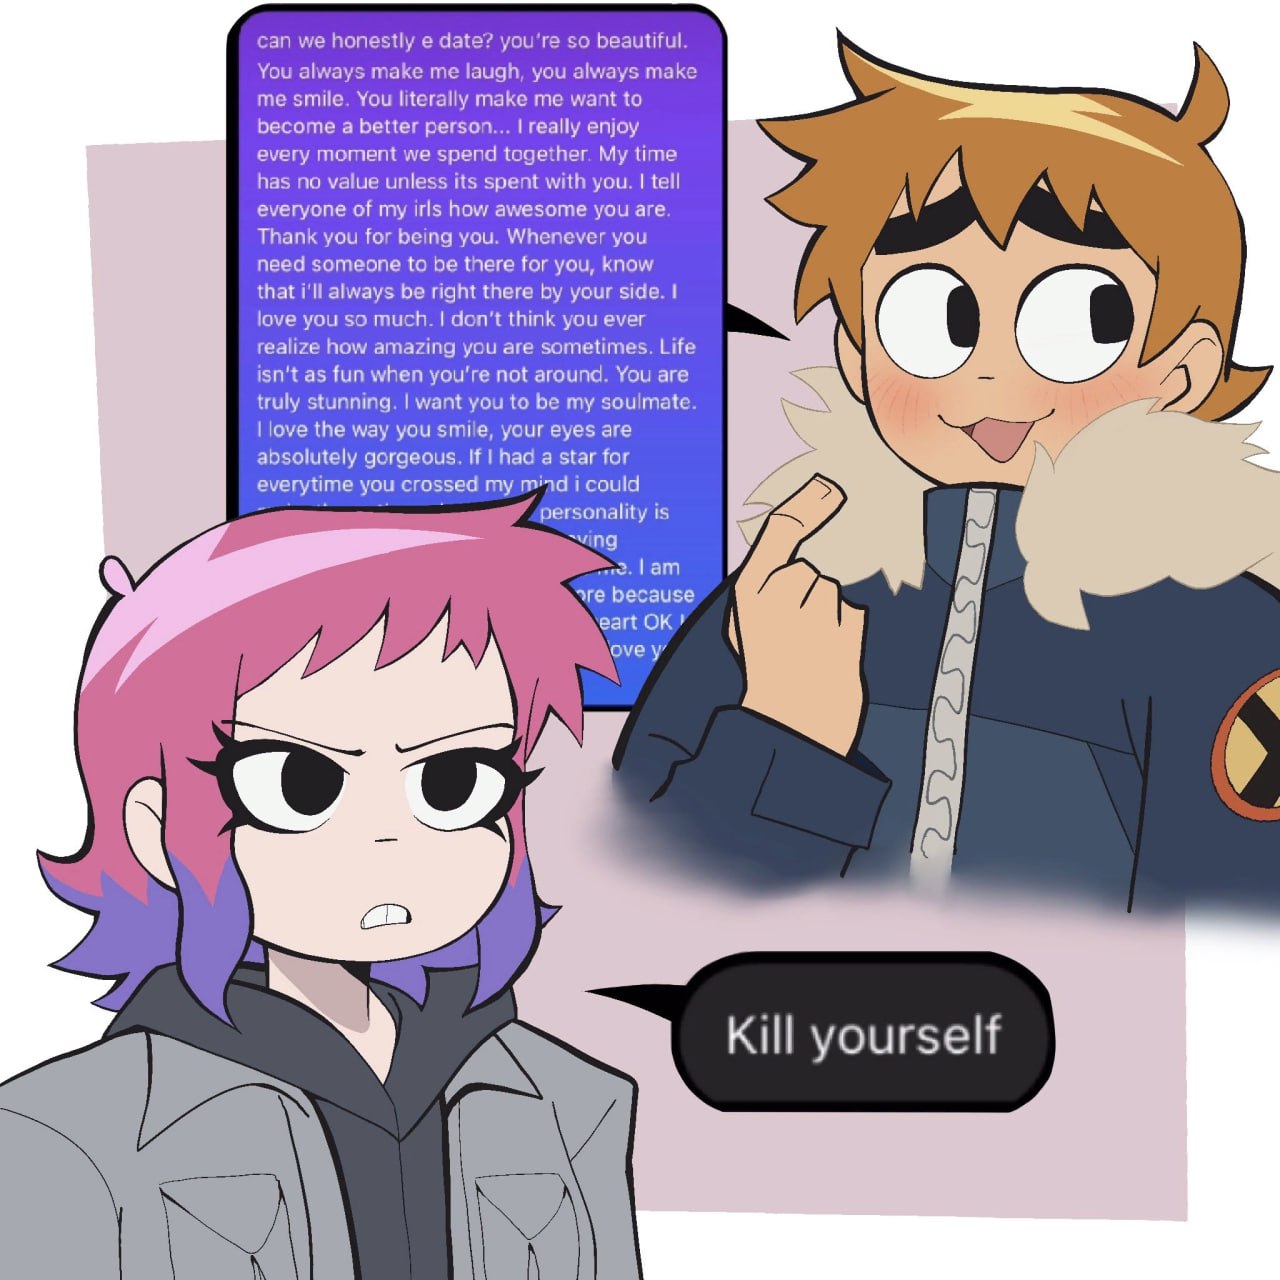 can we honestly e date? you're so beautiful.
You always make me laugh, you always make
me smile. You literally make me want to
become a better person... I really enjoy
every moment we spend together. My time
has no value unless its spent with you. I tell
everyone of my irls how awesome you are.
Thank you for being you. Whenever you
need someone to be there for you, know
that i'll always be right there by your side. I
love you so much. I don't think you ever
realize how amazing you are sometimes. Life
isn't as fun when you're not around. You are
truly stunning. I want you to be my soulmate.
I love the way you smile, your eyes are
absolutely gorgeous. If I had a star for
everytime you crossed my mind i could
personality is
I am
because
OK
Kill yourself